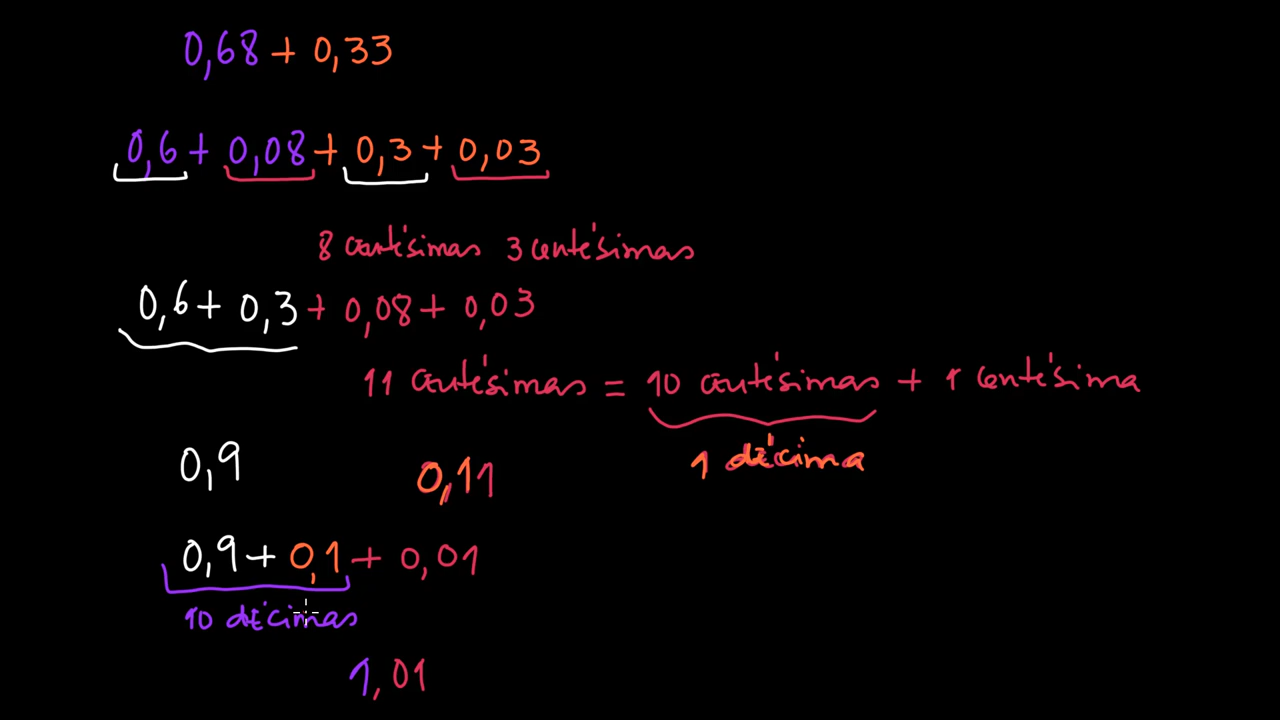 0,68 + 0,33
0,6 + 0,08 + 0,3 + 0,03
8 centésimas 3 centésimas
0,6 + 0,3 + 0,08 + 0,03
11 centésimas = 10 centésimas + 1 centésima
1 décima
0,9 0,11
0,9 + 0,1 + 0,01
10 décimas
1,01